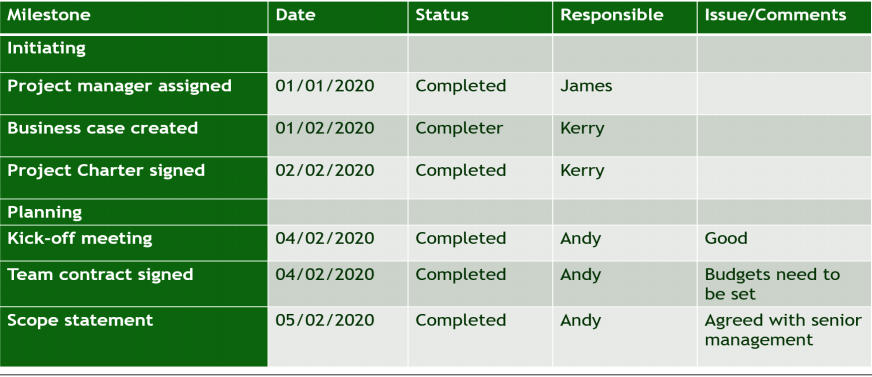 Milestone Date Status Responsible Issue/Comments
Initiating
Project manager assigned 01/01/2020 Completed James
Business case created 01/02/2020 Completer Kerry
Project Charter signed 02/02/2020 Completed Kerry
Planning
Kick-off meeting 04/02/2020 Completed Andy Good
Team contract signed 04/02/2020 Completed Andy Budgets need to
be set
Scope statement 05/02/2020 Completed Andy Agreed with senior
management